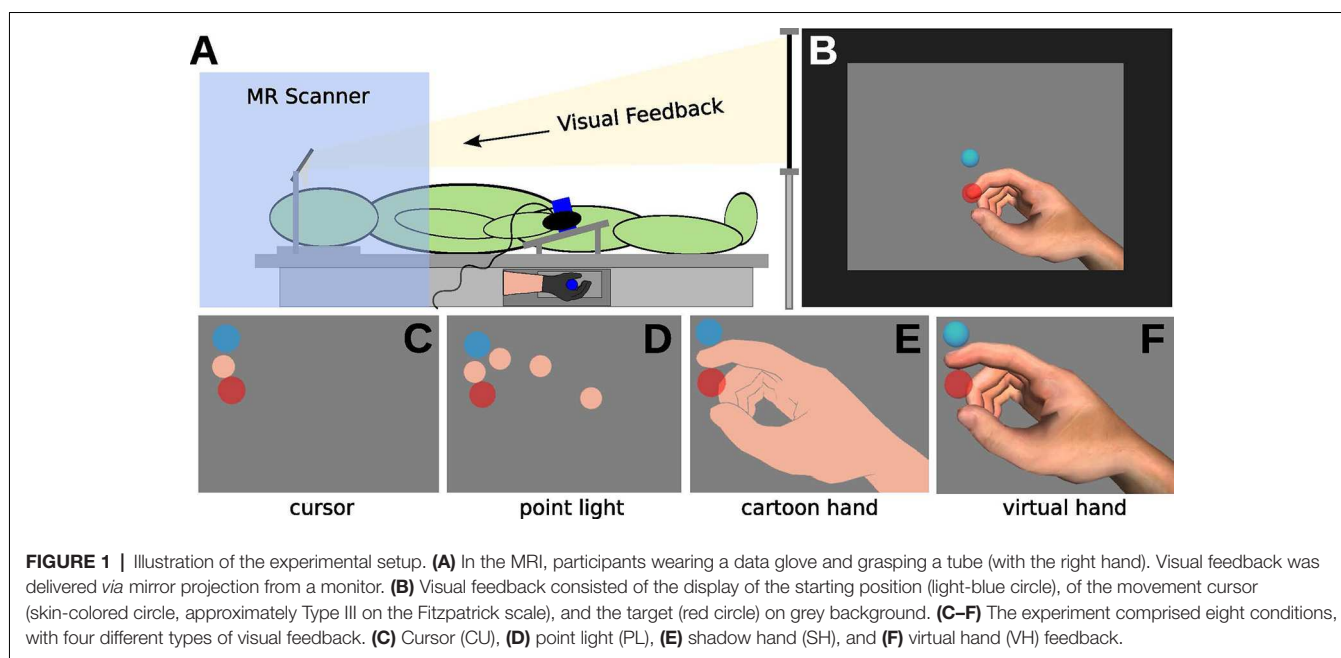 A
MR Scanner
Visual Feedback
B
C
D
E
F
cursor
point light
cartoon hand
virtual hand
FIGURE 1 | Illustration of the experimental setup. (A) In the MRI, participants wearing a data glove and grasping a tube (with the right hand). Visual feedback was
delivered via mirror projection from a monitor. (B) Visual feedback consisted of the display of the starting position (light-blue circle), of the movement cursor
(skin-colored circle, approximately Type III on the Fitzpatrick scale), and the target (red circle) on grey background. (C–F) The experiment comprised eight conditions,
with four different types of visual feedback. (C) Cursor (CU), (D) point light (PL), (E) shadow hand (SH), and (F) virtual hand (VH) feedback.